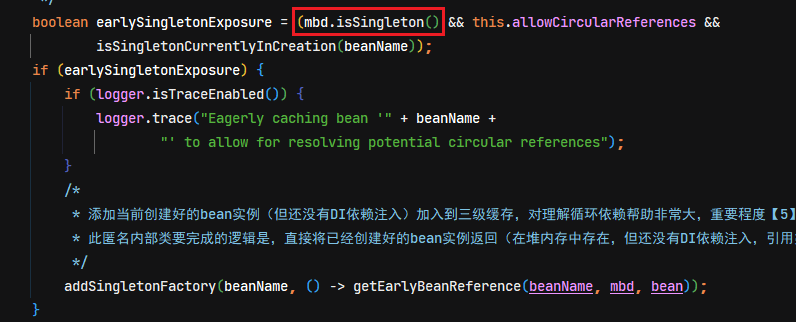 */
boolean earlySingletonExposure = (mbd.isSingleton() && this.allowCircularReferences &&
isSingletonCurrentlyInCreation(beanName));
if (earlySingletonExposure) {
if (logger.isTraceEnabled()) {
logger.trace("Eagerly caching bean '" + beanName +
"' to allow for resolving potential circular references");
}
/*
* 添加当前创建好的bean实例（但还没有DI依赖注入）加入到三级缓存，对理解循环依赖帮助非常大，重要程度【5】
* 此匿名内部类要完成的逻辑是，直接将已经创建好的bean实例返回（在堆内存中存在，但还没有DI依赖注入，引用
*/
addSingletonFactory(beanName, () -> getEarlyBeanReference(beanName, mbd, bean));
}